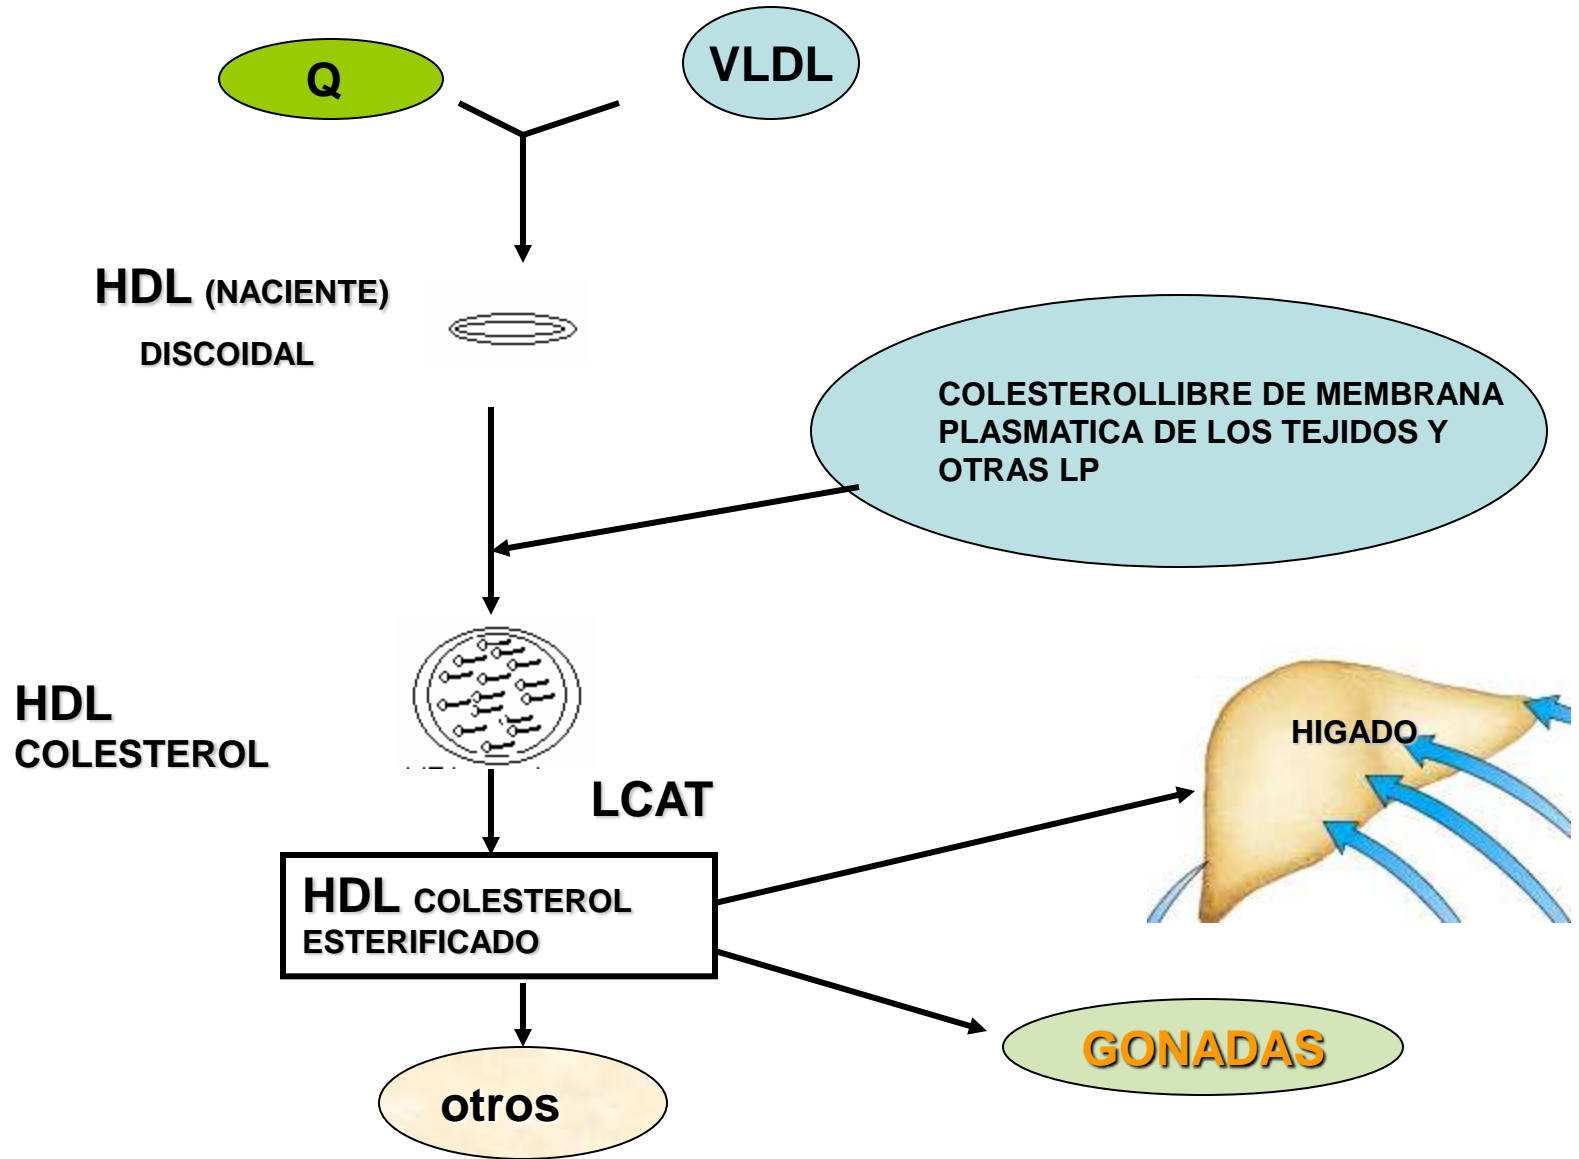 Q
VLDL
HDL (NACIENTE)
DISCOIDAL
COLESTEROLLIBRE DE MEMBRANA
PLASMATICA DE LOS TEJIDOS Y
OTRAS LP
HDL
COLESTEROL
HIGADO
LCAT
HDL COLESTEROL
ESTERIFICADO
GONADAS
otros